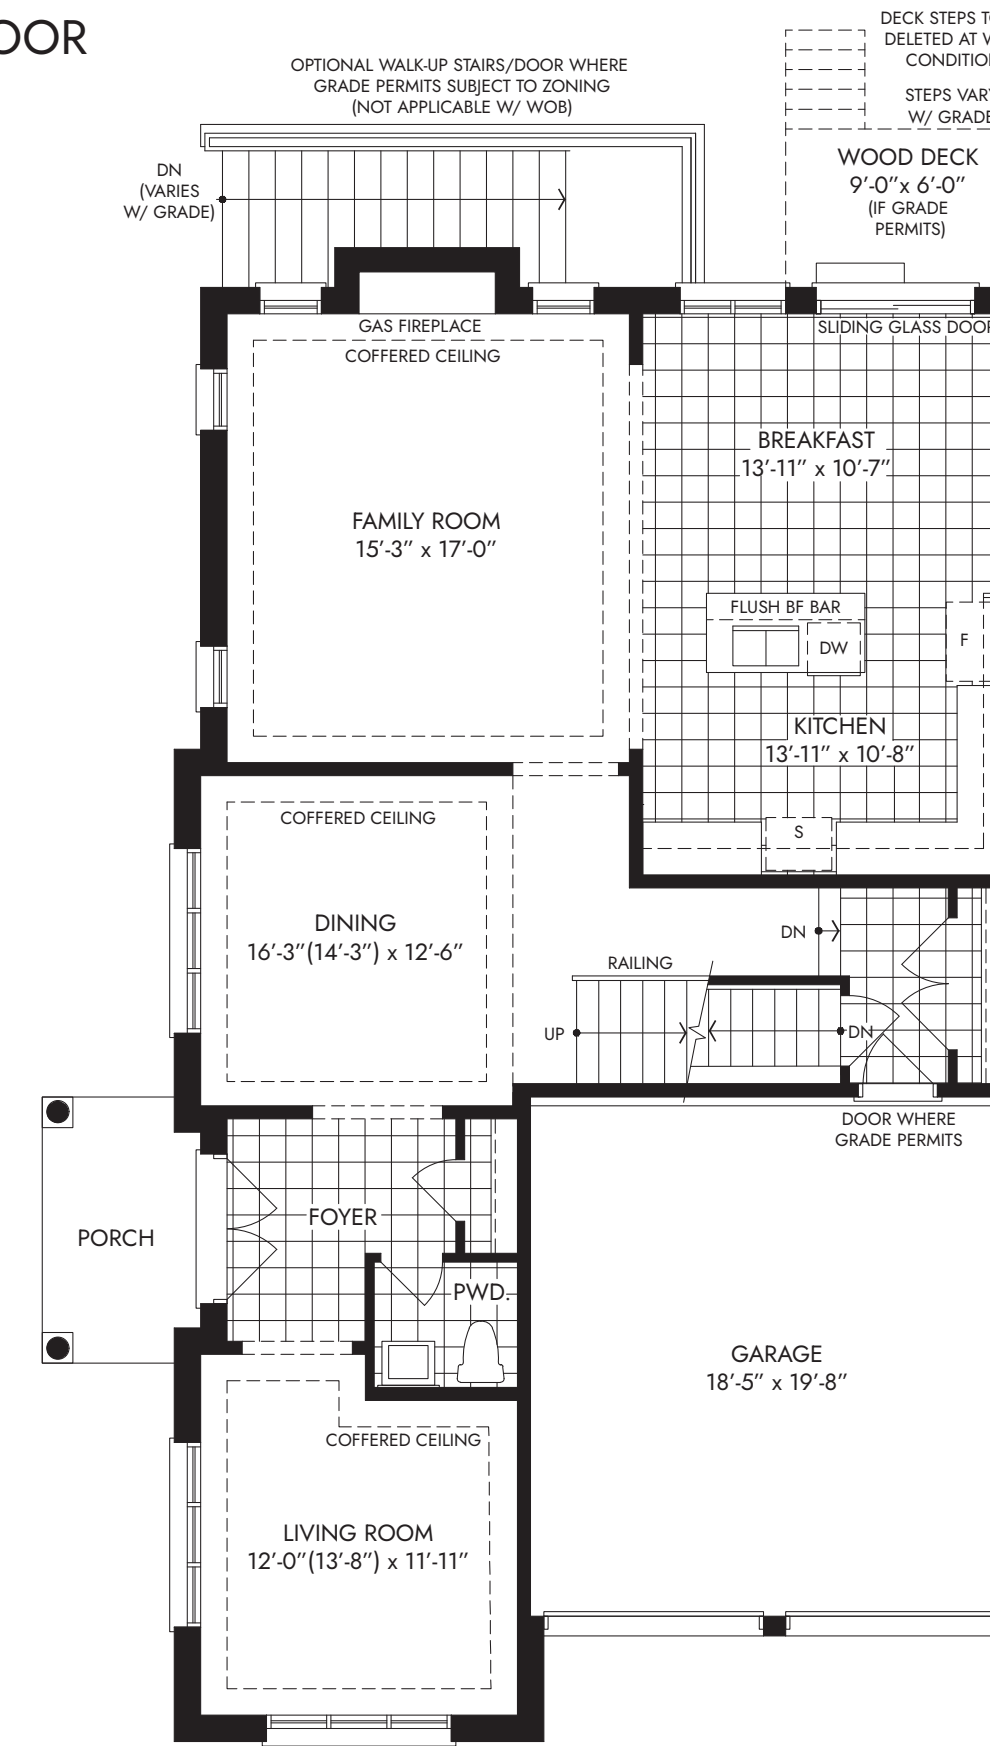 OOR
DECK STEPS
DELETED AT
CONDITION
STEPS VARY
W/ GRADE
OPTIONAL WALK-UP STAIRS/DOOR WHERE
GRADE PERMITS SUBJECT TO ZONING
(NOT APPLICABLE W/ WOB)
WOOD DECK
9'-0"x 6'-0"
(IF GRADE
PERMITS)
DN
(VARIES
W/ GRADE)
GAS FIREPLACE
COFFERED CEILING
SLIDING GLASS DOOR
BREAKFAST
13'-11" x 10'-7"
FAMILY ROOM
15'-3" x 17'-0"
FLUSH BF BAR
DW
F
KITCHEN
13'-11" x 10'-8"
S
COFFERED CEILING
DINING
16'-3"(14'-3") x 12'-6"
DN
RAILING
UP
DN
DOOR WHERE
GRADE PERMITS
FOYER
PORCH
PWD.
GARAGE
18'-5" x 19'-8"
COFFERED CEILING
LIVING ROOM
12'-0"(13'-8") x 11'-11"